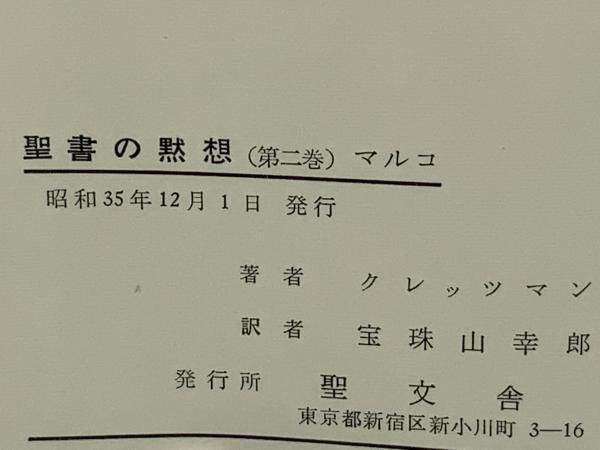 聖書の黙想（第二巻）マルコ
昭和35年12月1日 発行
著者 クレッツマン
訳者 宝珠山幸郎
発行所 聖文舎
東京都新宿区新小川町 3―16